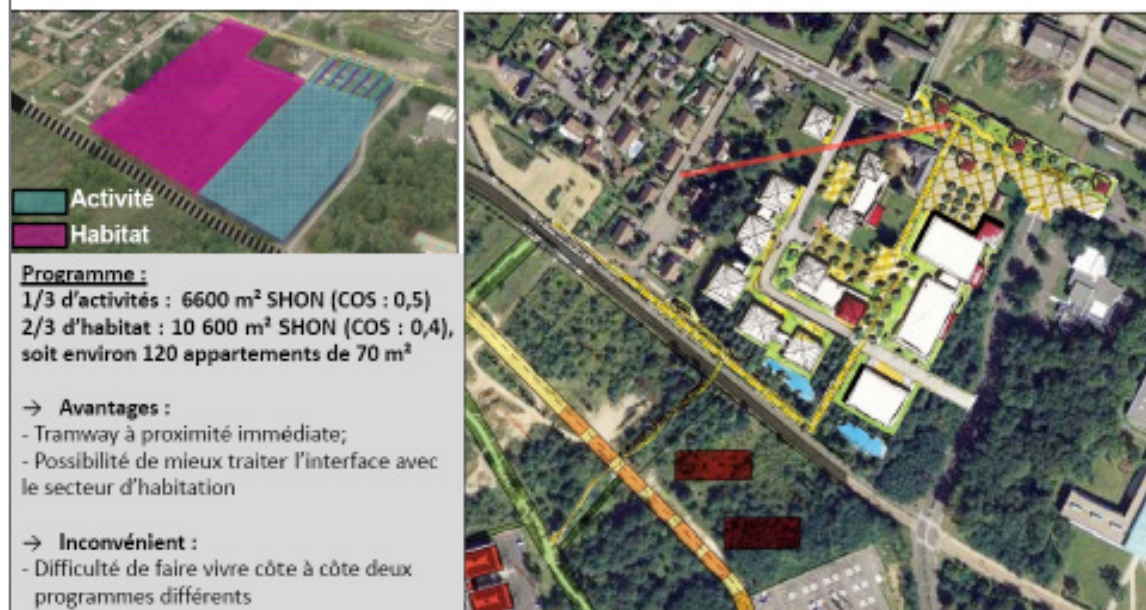 Activité
Habitat
Programme :
1/3 d'activités : 6600 m² SHON (COS : 0,5)
2/3 d'habitat : 10 600 m² SHON (COS : 0,4),
soit environ 120 appartements de 70 m²
→ Avantages :
- Tramway à proximité immédiate;
- Possibilité de mieux traiter l'interface avec
le secteur d'habitation
→ Inconvénient :
- Difficulté de faire vivre côte à côte deux
programmes différents